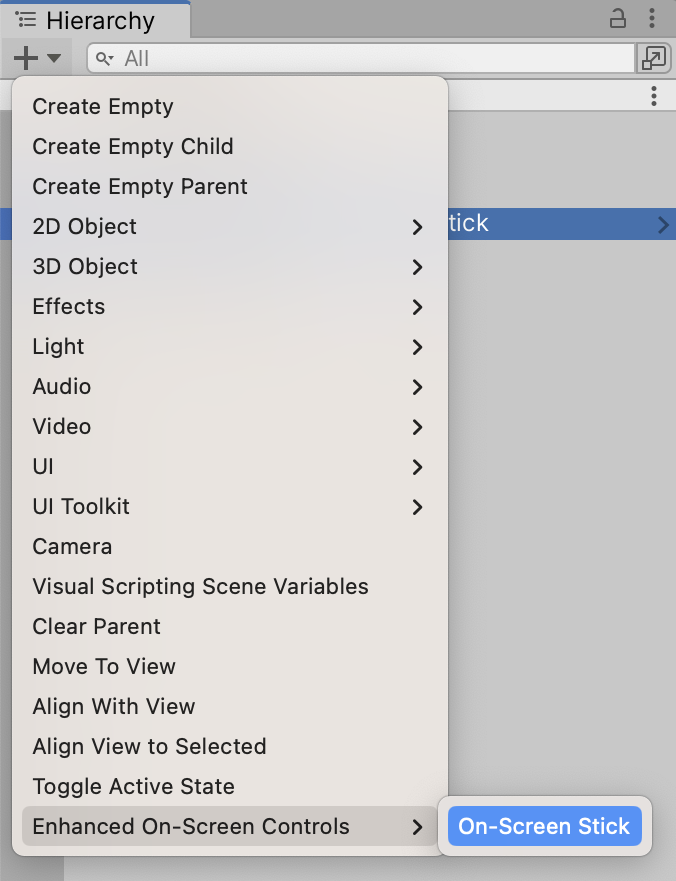 Hierarchy
All
Create Empty
Create Empty Child
Create Empty Parent
2D Object
tick
3D Object
Effects
Light
Audio
Video
UI
UI Toolkit
Camera
Visual Scripting Scene Variables
Clear Parent
Move To View
Align With View
Align View to Selected
Toggle Active State
Enhanced On-Screen Controls
On-Screen Stick